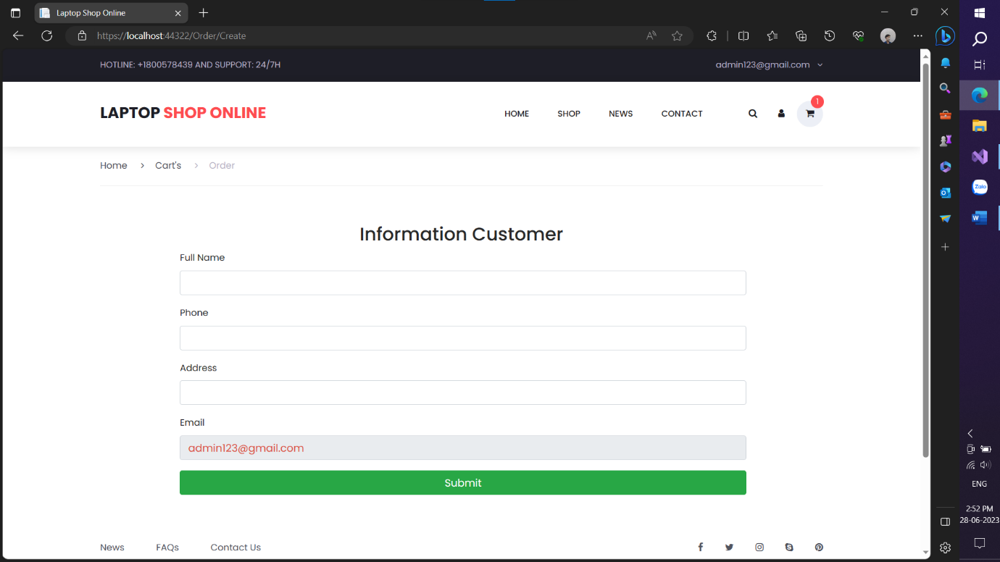 Laptop Shop Online
https://localhost:44322/Order/Create
HOTLINE: +1800578439 AND SUPPORT: 24/7H
admin123@gmail.com
LAPTOP SHOP ONLINE
HOME
SHOP
NEWS
CONTACT
1
Home > Cart's > Order
Information Customer
Full Name
Phone
Address
Email
admin123@gmail.com
Submit
News
FAQs
Contact Us
Zalo
ENG
2:52 PM
28-06-2023